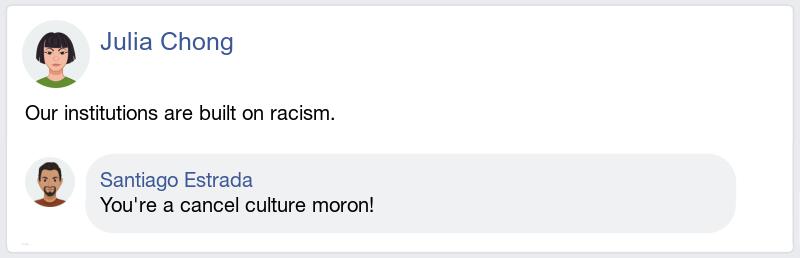 Julia Chong
Our institutions are built on racism.
Santiago Estrada
You're a cancel culture moron!